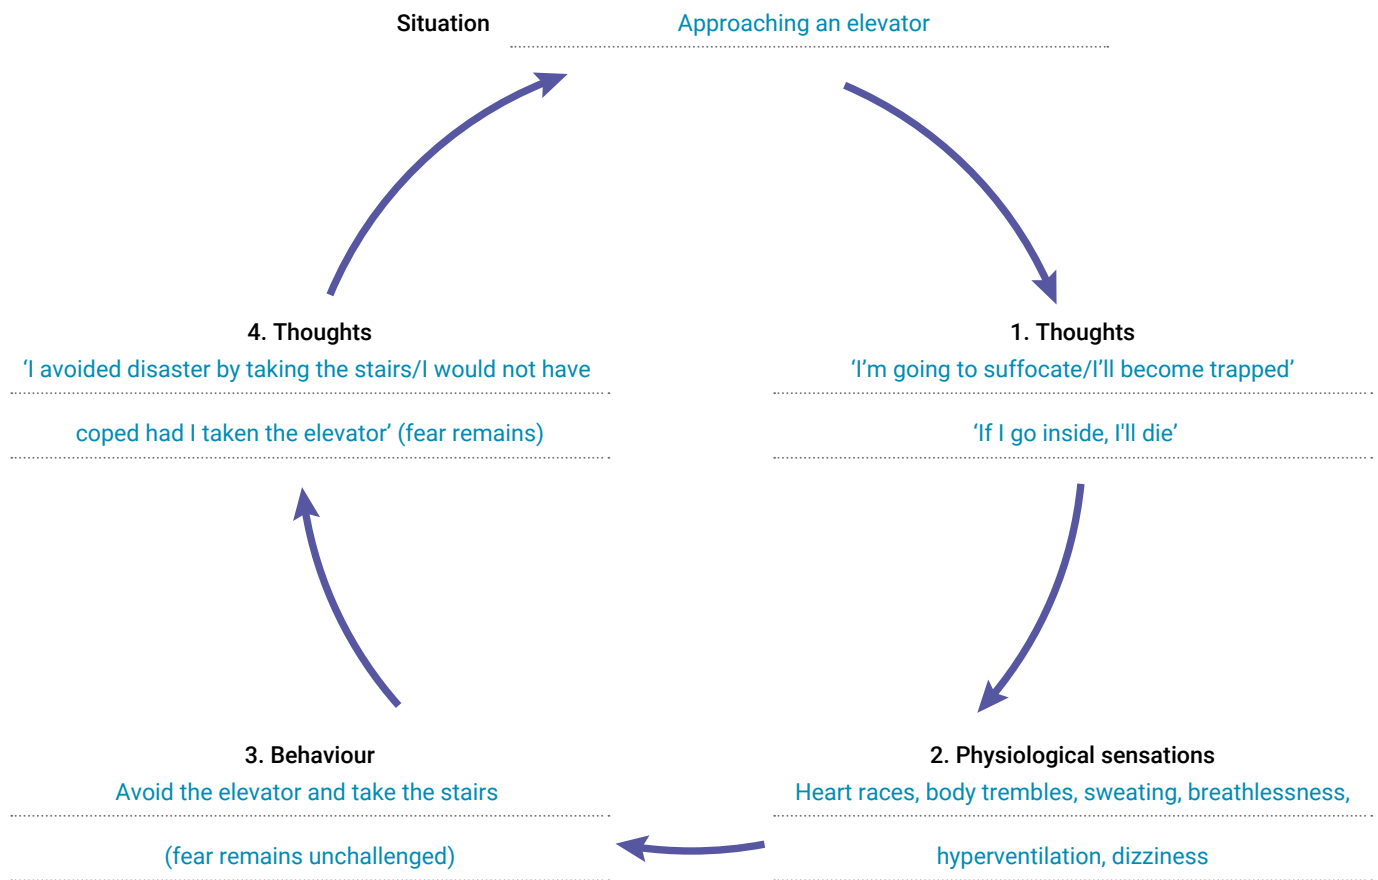 Situation Approaching an elevator
1. Thoughts
‘I’m going to suffocate/I’ll become trapped’
‘If I go inside, I'll die’
2. Physiological sensations
Heart races, body trembles, sweating, breathlessness,
hyperventilation, dizziness
3. Behaviour
Avoid the elevator and take the stairs
(fear remains unchallenged)
4. Thoughts
‘I avoided disaster by taking the stairs/I would not have
coped had I taken the elevator’ (fear remains)